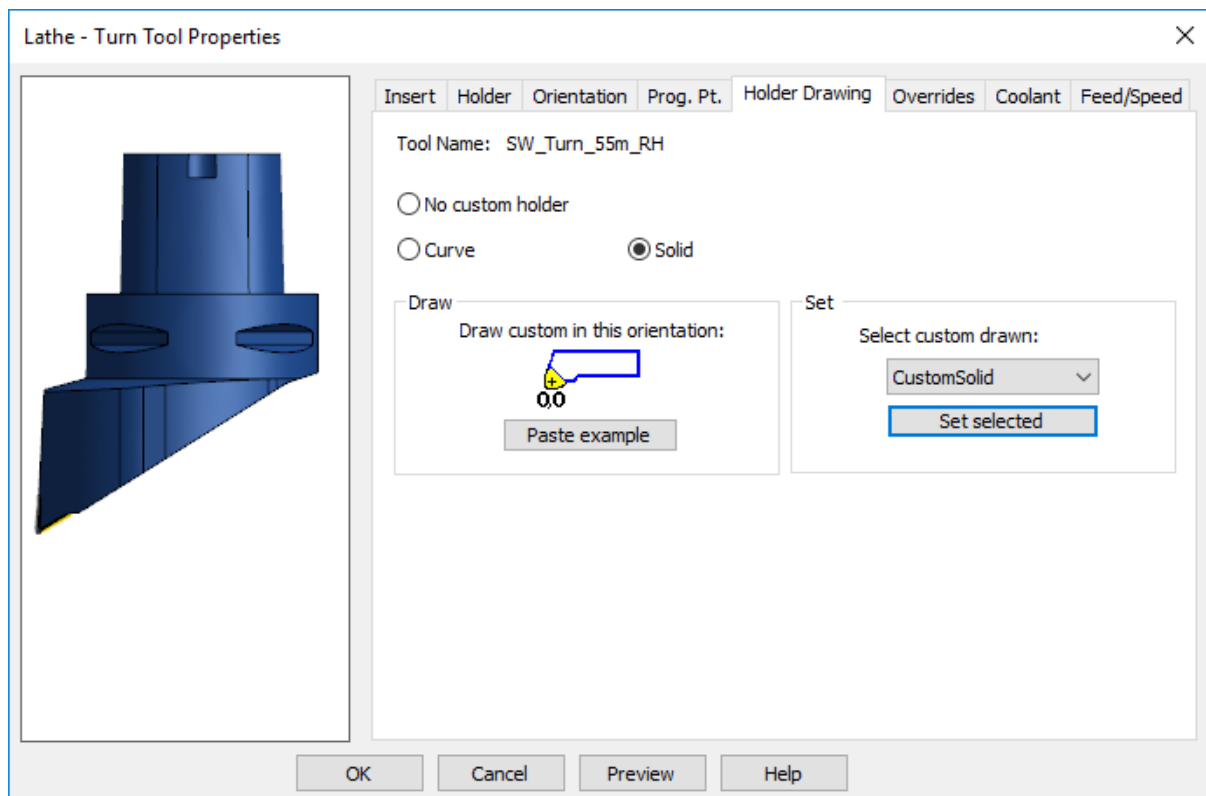 Lathe - Turn Tool Properties
Insert Holder Orientation Prog. Pt. Holder Drawing Overrides Coolant Feed/Speed
Tool Name: SW_Turn_55m_RH
No custom holder
Curve Solid
Draw
Draw custom in this orientation:
0,0
Paste example
Set
Select custom drawn:
CustomSolid
Set selected
OK Cancel Preview Help